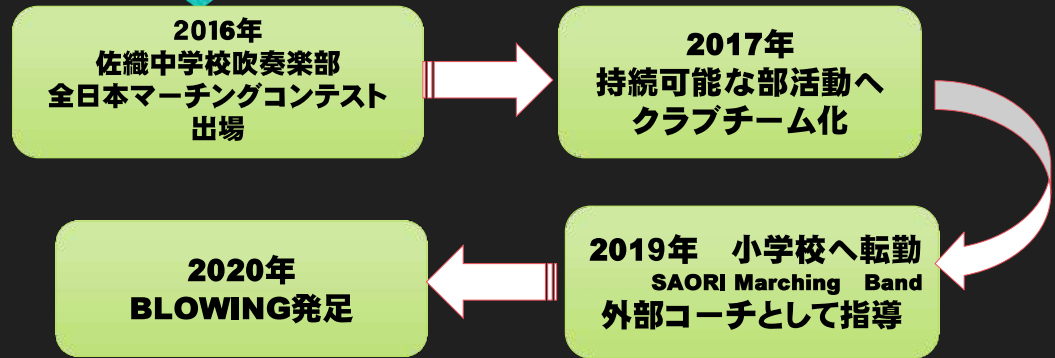 2016年
佐織中学校吹奏楽部
全日本マーチングコンテスト
出場
2017年
持続可能な部活動へ
クラブチーム化
2019年　小学校へ転勤
SAORI Marching　Band
外部コーチとして指導
2020年
BLOWING発足